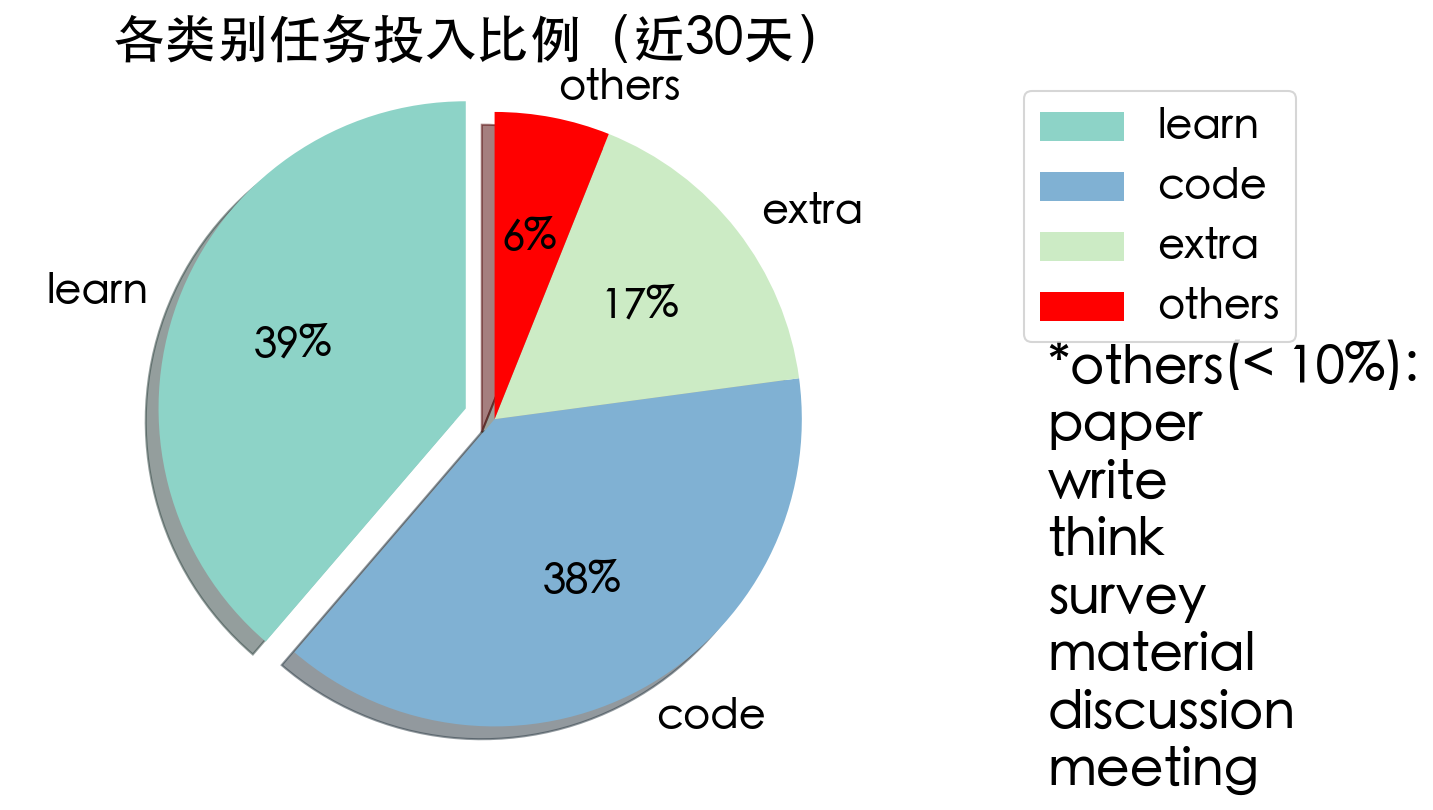 各类别任务投入比例（近30天）
others
extra
learn
6%
17%
39%
38%
code
learn
code
extra
others
*others(< 10%):
paper
write
think
survey
material
discussion
meeting